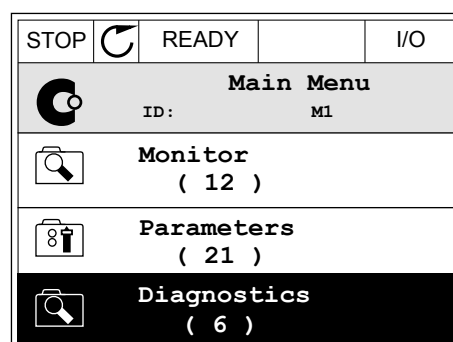 STOP READY I/O
Main Menu
ID: M1
Monitor
( 12 )
Parameters
( 21 )
Diagnostics
( 6 )